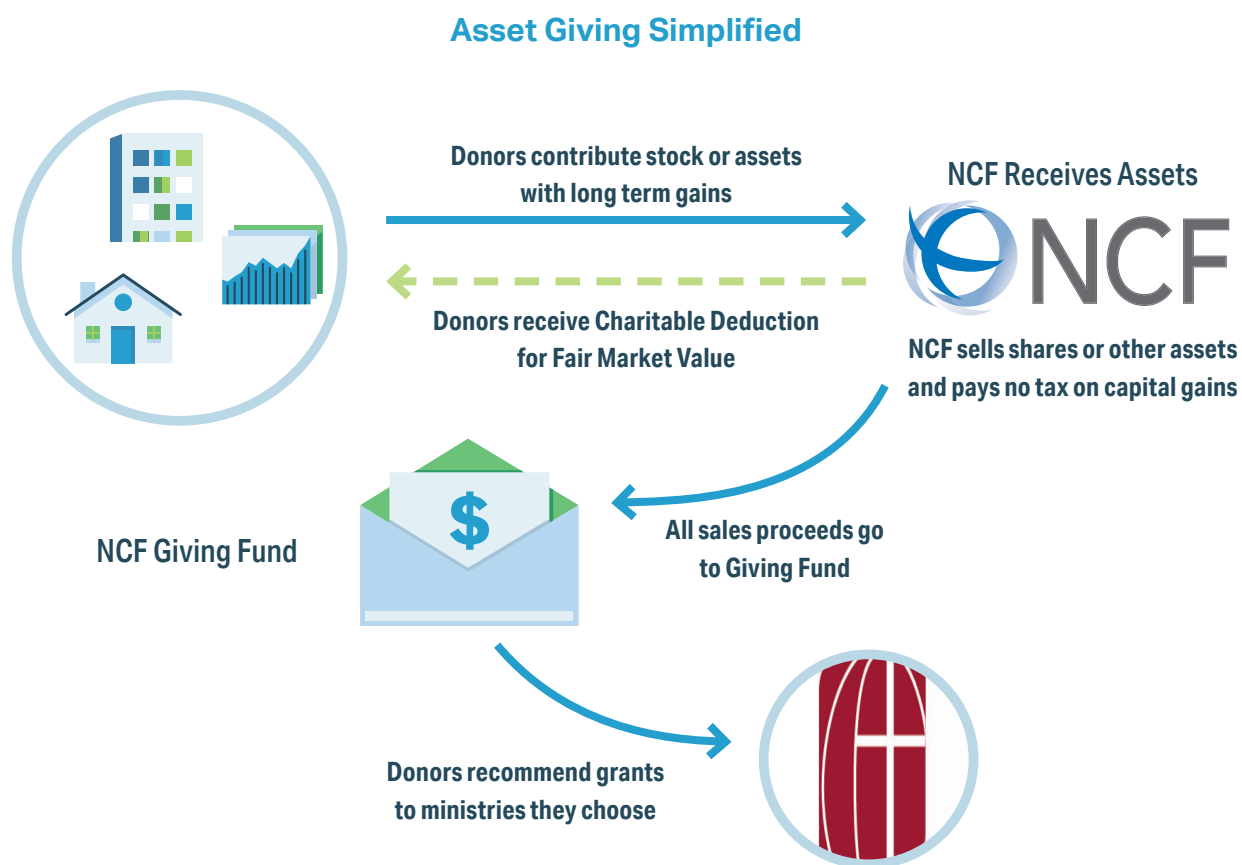 Asset Giving Simplified
Donors contribute stock or assets
with long term gains
NCF Receives Assets
NCF
Donors receive Charitable Deduction
for Fair Market Value
NCF sells shares or other assets
and pays no tax on capital gains
$
NCF Giving Fund
All sales proceeds go
to Giving Fund
Donors recommend grants
to ministries they choose